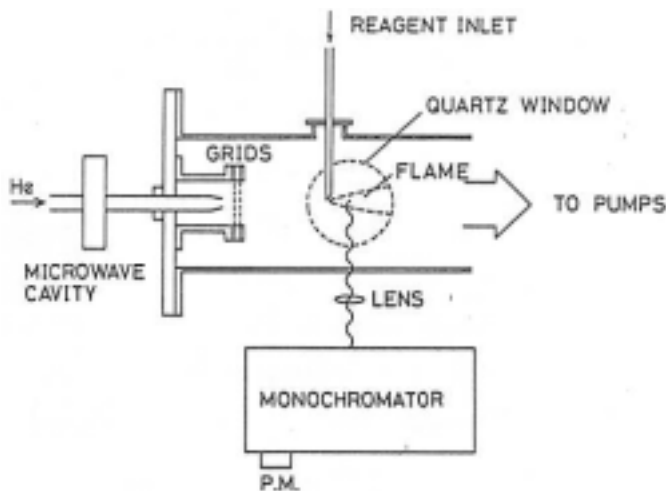 REAGENT INLET
QUARTZ WINDOW
GRIDS
FLAME
He
TO PUMPS
MICROWAVE
CAVITY
LENS
MONOCHROMATOR
P.M.